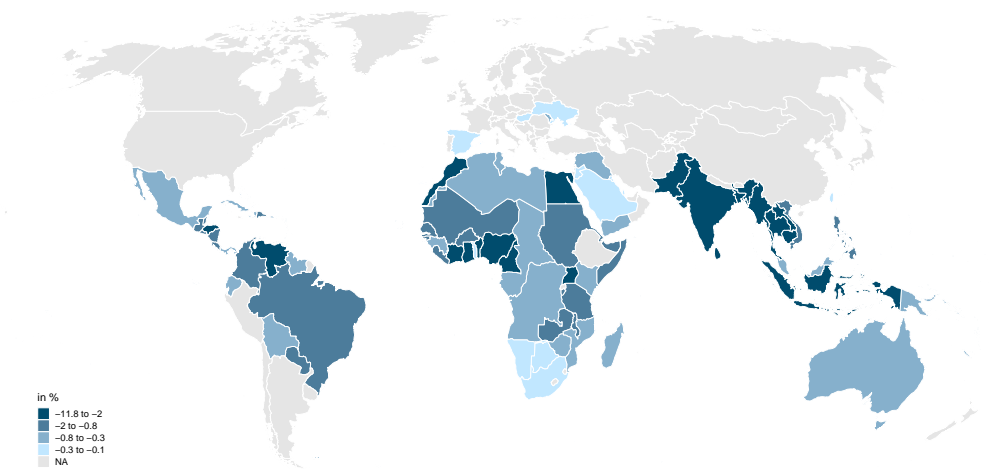 in %
−11.8 to −2
−2 to −0.8
−0.8 to −0.3
−0.3 to −0.1
NA